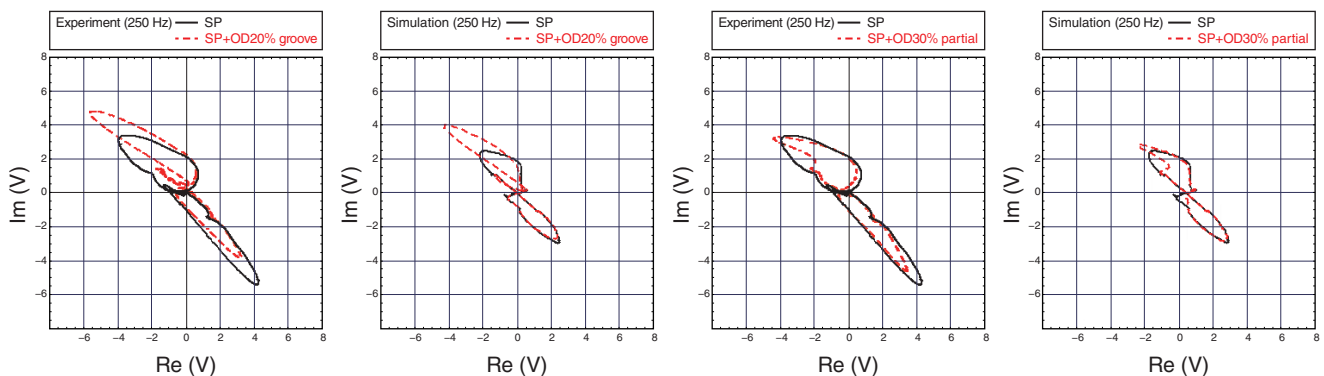 Experiment (250 Hz) SP
SP+OD20% groove
8
6
4
2
0
−2
−4
−6
−6 −4 −2 0 2 4 6 8
Im (V)
Re (V)
Simulation (250 Hz) SP
SP+OD20% groove
8
6
4
2
0
−2
−4
−6
−6 −4 −2 0 2 4 6 8
Im (V)
Re (V)
Experiment (250 Hz) SP
SP+OD30% partial
8
6
4
2
0
−2
−4
−6
−6 −4 −2 0 2 4 6 8
Im (V)
Re (V)
Simulation (250 Hz) SP
SP+OD30% partial
8
6
4
2
0
−2
−4
−6
−6 −4 −2 0 2 4 6 8
Im (V)
Re (V)